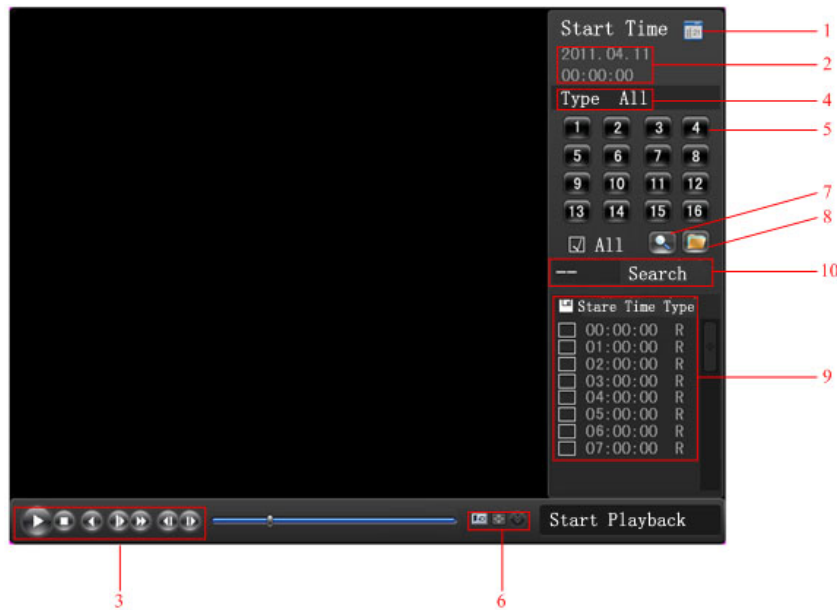 Start Time
1
2011.04.11
2
00:00:00
Type All
4
1 2 3 4
5
5 6 7 8
9 10 11 12
7
13 14 15 16
8
All
-- Search
10
Stare Time Type
00:00:00 R
01:00:00 R
02:00:00 R
03:00:00 R
9
04:00:00 R
05:00:00 R
06:00:00 R
07:00:00 R
Start Playback
3
6